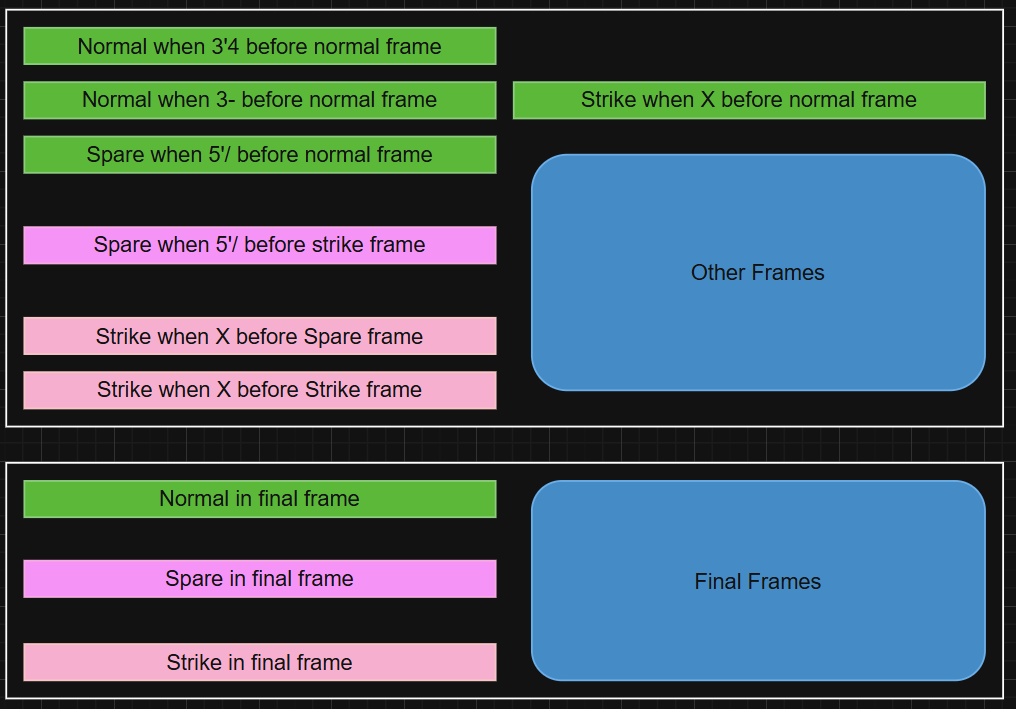 Normal when 3'4 before normal frame
Normal when 3- before normal frame
Strike when X before normal frame
Spare when 5'/ before normal frame
Spare when 5'/ before strike frame
Other Frames
Strike when X before Spare frame
Strike when X before Strike frame
Normal in final frame
Spare in final frame
Final Frames
Strike in final frame